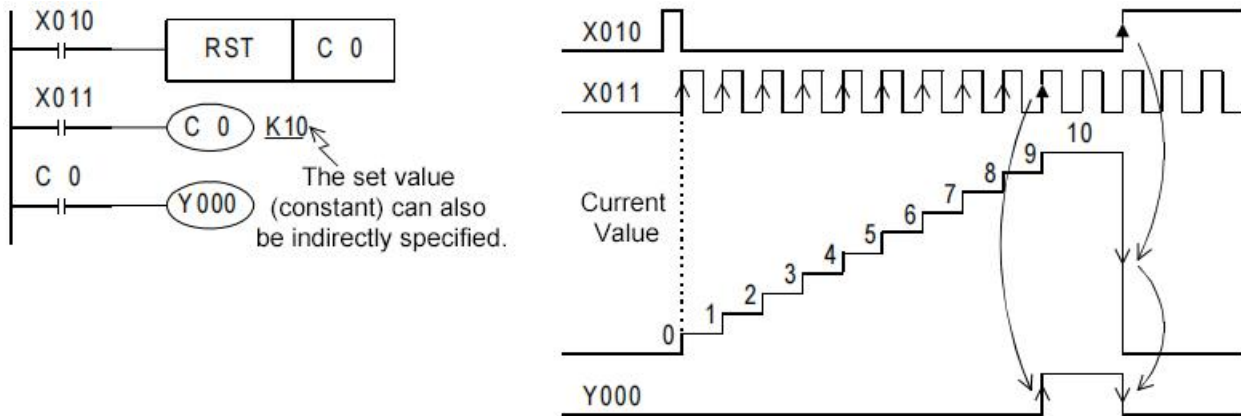 X010
RST C 0
X011
C 0 K10
The set value
(constant) can also
be indirectly specified.
C 0
Y000
X010
X011
Current
Value
0
1
2
3
4
5
6
7
8
9
10
Y000